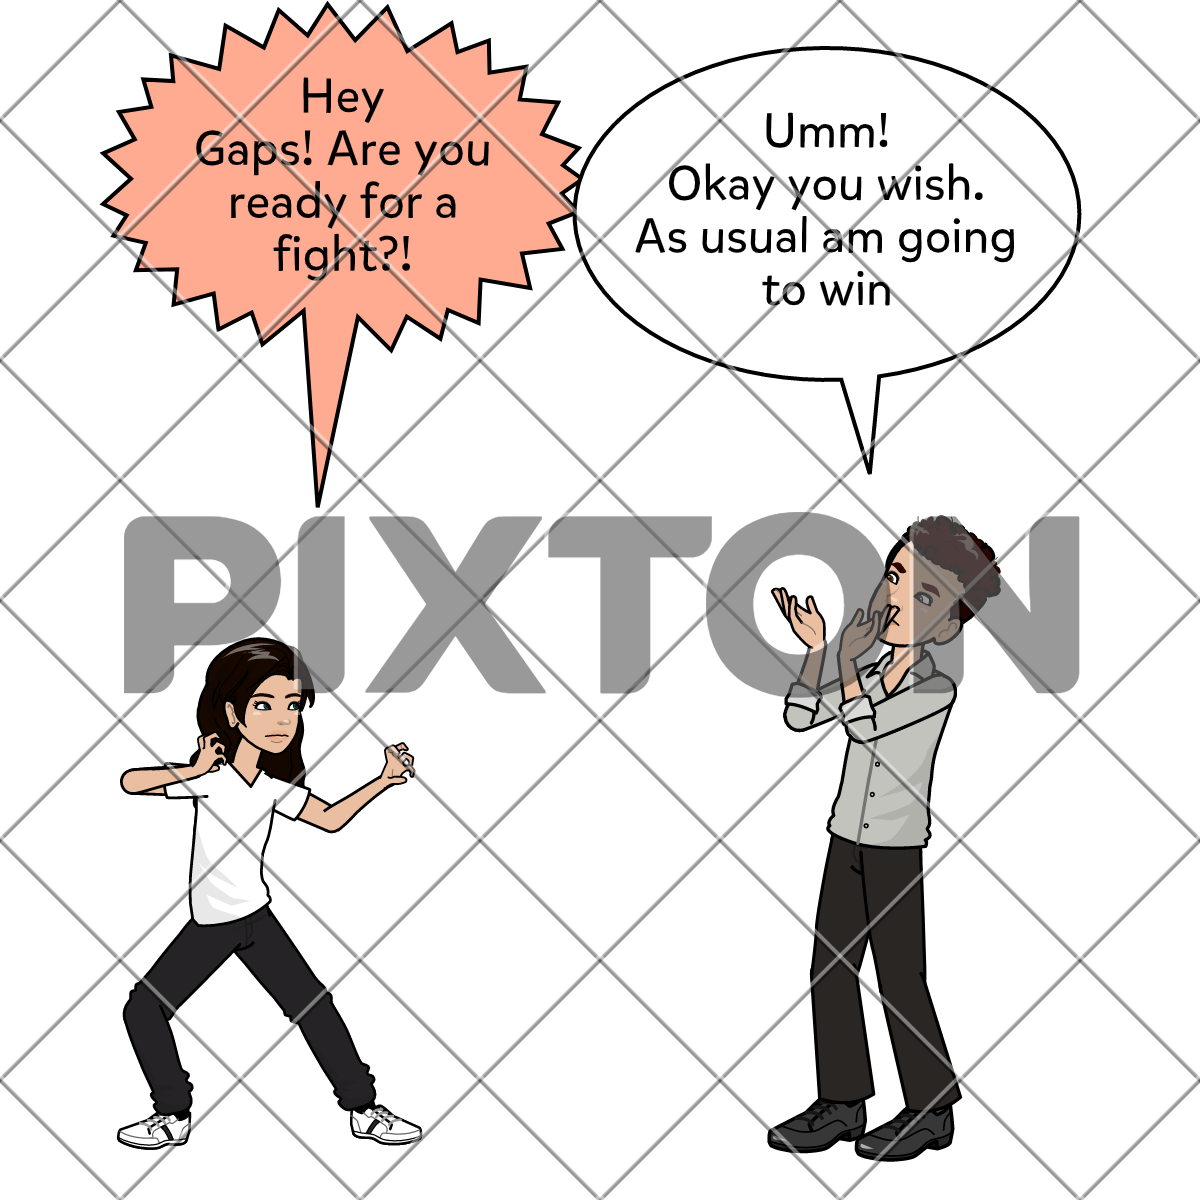 Hey
Gaps! Are you
ready for a
fight?!
Umm!
Okay you wish.
As usual am going
to win
PIXTON